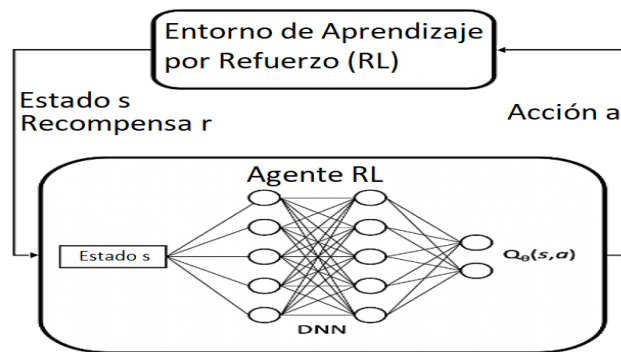 Entorno de Aprendizaje
por Refuerzo (RL)
Estado s
Recompensa r
Acción a
Agente RL
Estado s
Qθ(s,a)
DNN